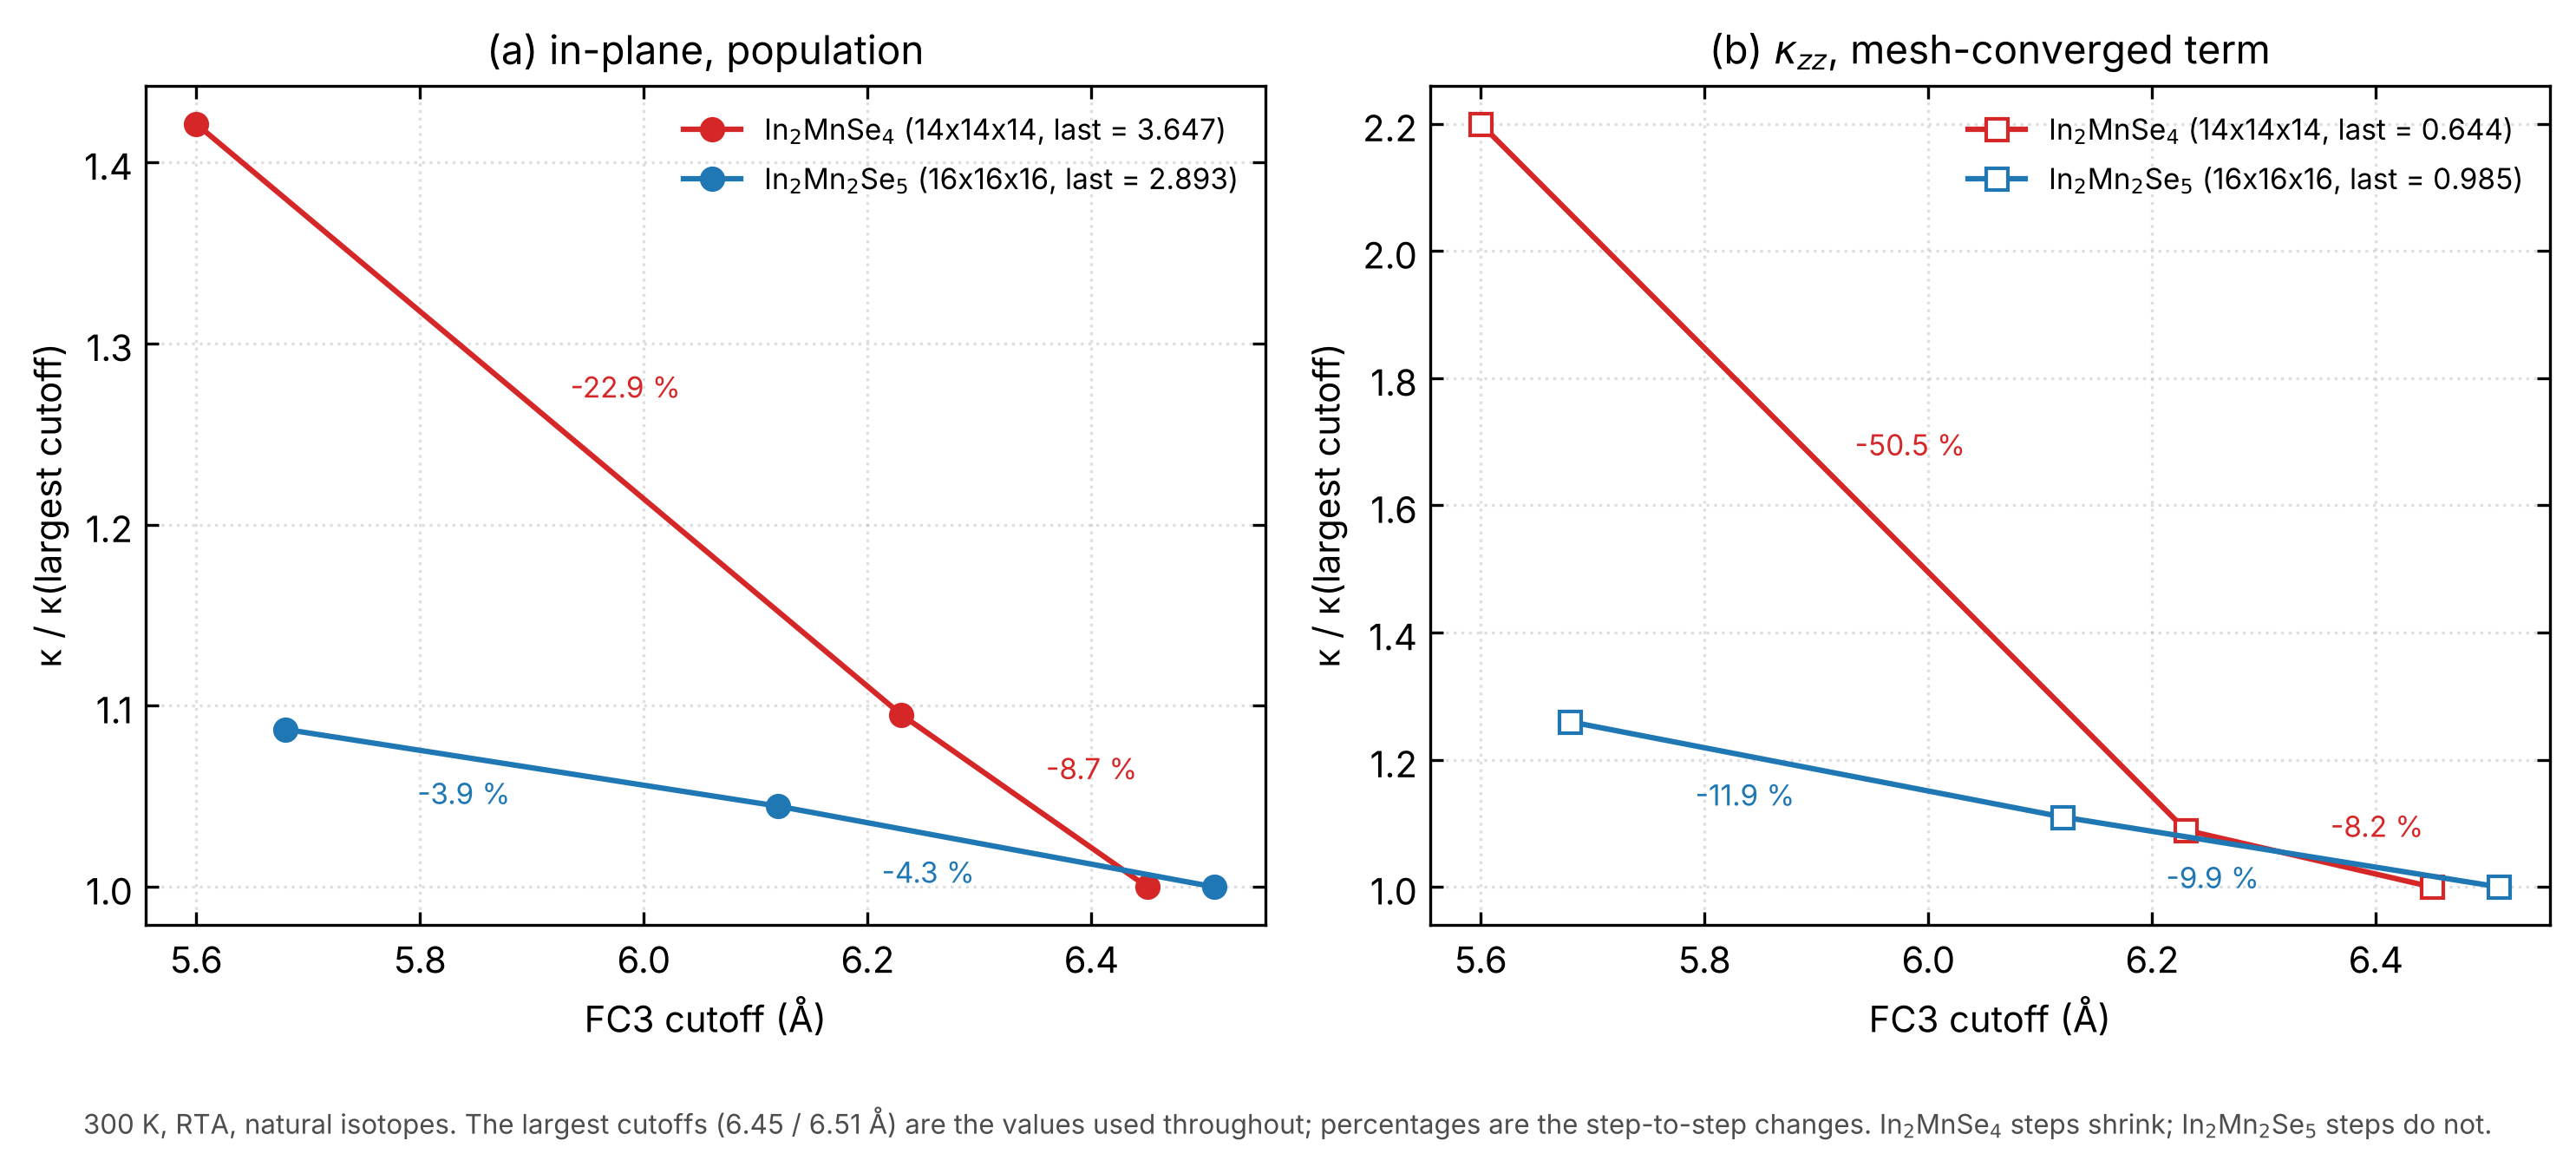 (a) in-plane, population
In₂MnSe₄ (14x14x14, last = 3.647)
In₂Mn₂Se₅ (16x16x16, last = 2.893)
κ / κ(largest cutoff)
1.4
1.3
1.2
1.1
1.0
-22.9 %
-8.7 %
-3.9 %
-4.3 %
5.6 5.8 6.0 6.2 6.4
FC3 cutoff (Å)
(b) κzz, mesh-converged term
In₂MnSe₄ (14x14x14, last = 0.644)
In₂Mn₂Se₅ (16x16x16, last = 0.985)
κ / κ(largest cutoff)
2.2
2.0
1.8
1.6
1.4
1.2
1.0
-50.5 %
-11.9 %
-8.2 %
-9.9 %
5.6 5.8 6.0 6.2 6.4
FC3 cutoff (Å)
300 K, RTA, natural isotopes. The largest cutoffs (6.45 / 6.51 Å) are the values used throughout; percentages are the step-to-step changes. In₂MnSe₄ steps shrink; In₂Mn₂Se₅ steps do not.